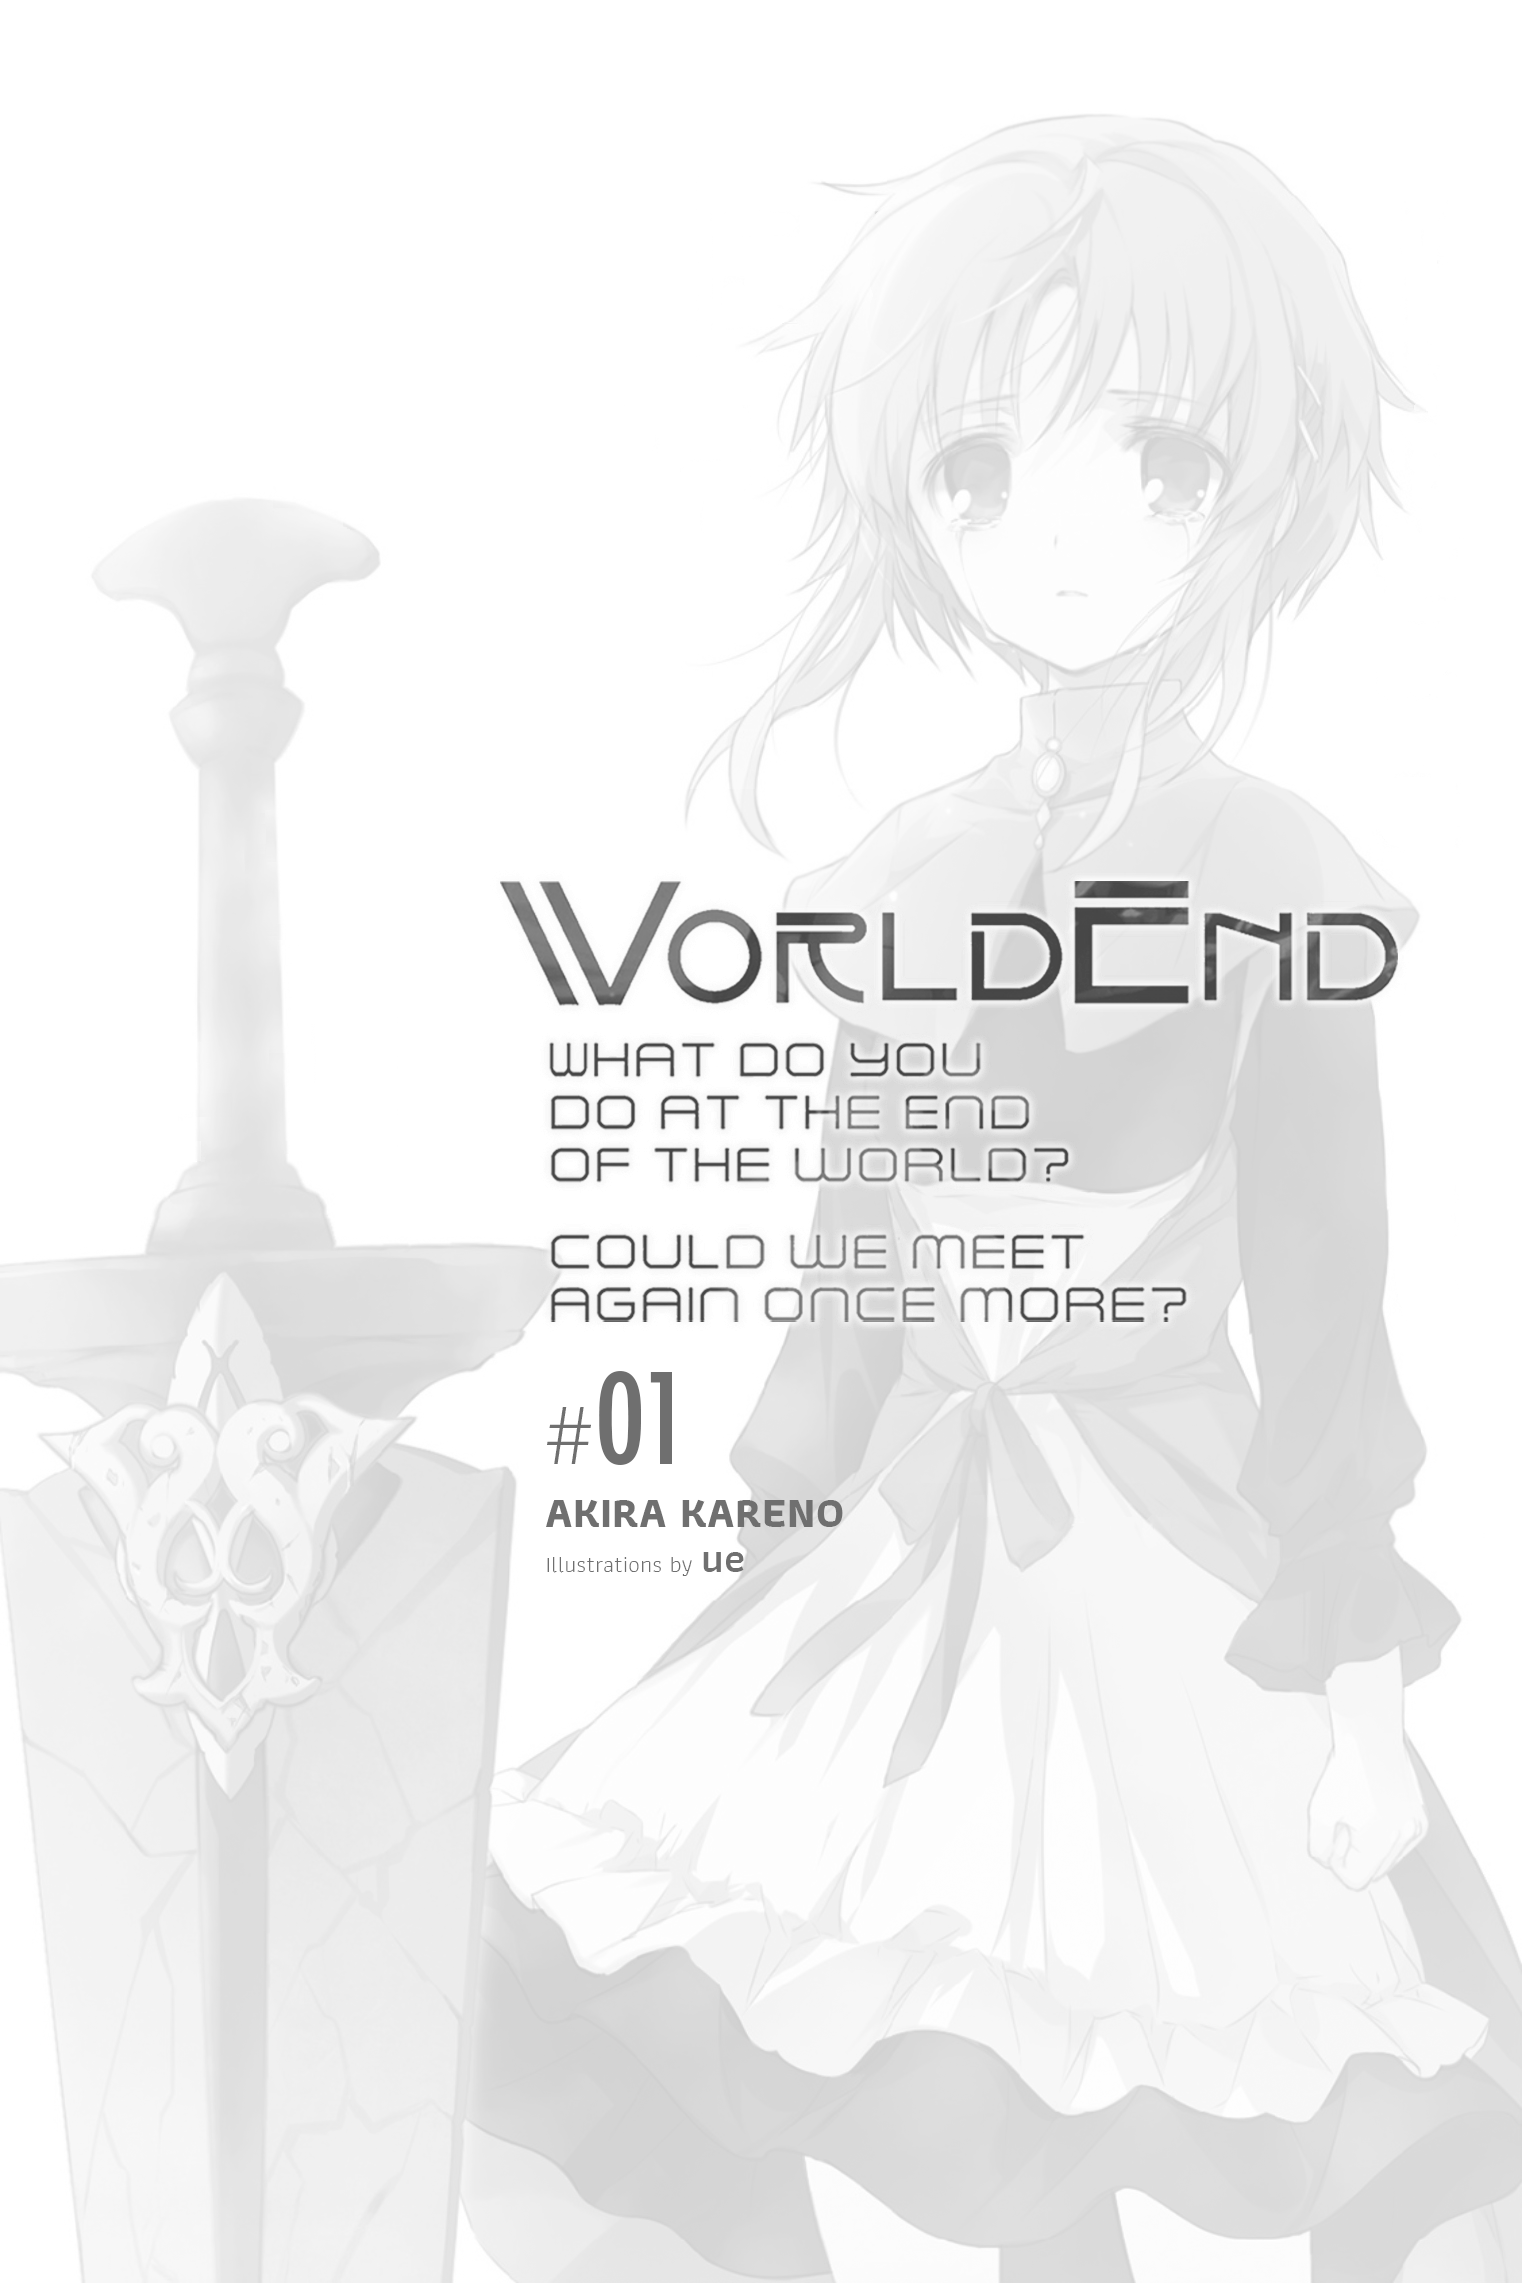 WORLDEND
WHAT DO YOU
DO AT THE END
OF THE WORLD?
COULD WE MEET
AGAIN ONCE MORE?
#01
AKIRA KARENO
Illustrations by ue